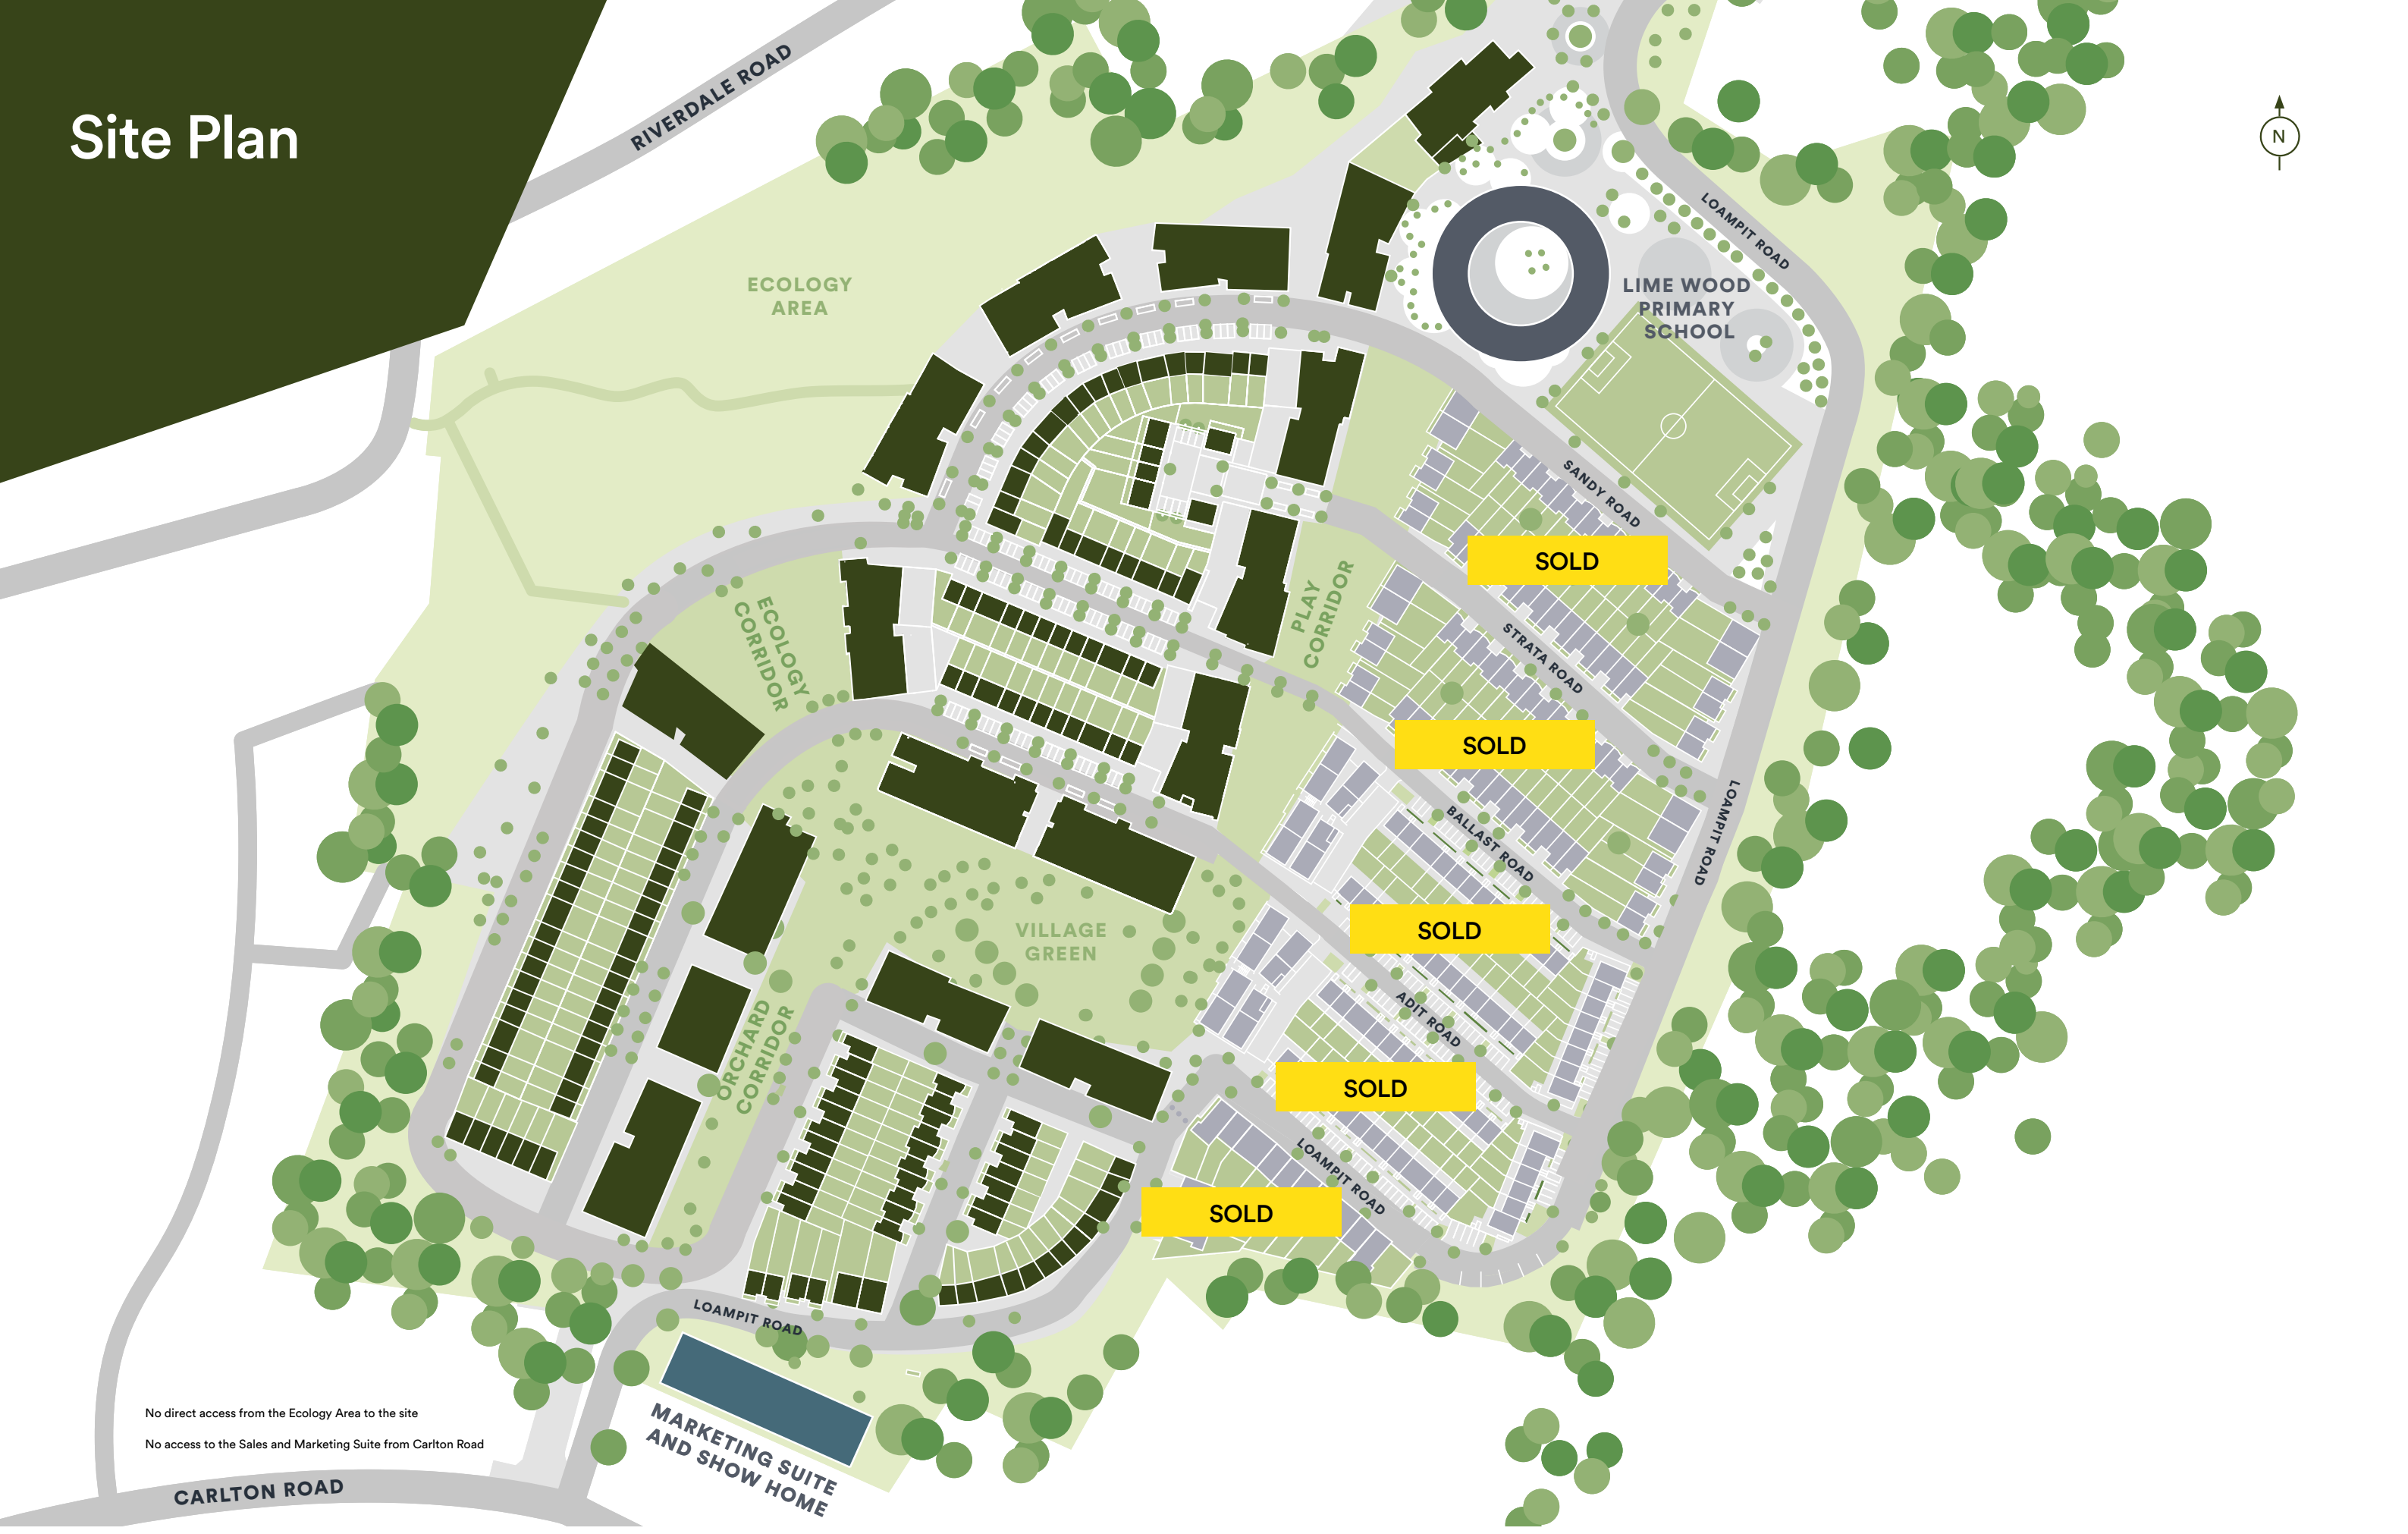 Site Plan
RIVERDALE ROAD
N
LOAMPIT ROAD
ECOLOGY
AREA
LIME WOOD
PRIMARY
SCHOOL
SANDY ROAD
SOLD
PLAY
CORRIDOR
ECOLOGY
CORRIDOR
STRATA ROAD
SOLD
LOAMPIT ROAD
BALLAST ROAD
SOLD
VILLAGE
GREEN
ADIT ROAD
ORCHARD
CORRIDOR
SOLD
LOAMPIT ROAD
SOLD
LOAMPIT ROAD
MARKETING SUITE
AND SHOW HOME
No direct access from the Ecology Area to the site
No access to the Sales and Marketing Suite from Carlton Road
CARLTON ROAD